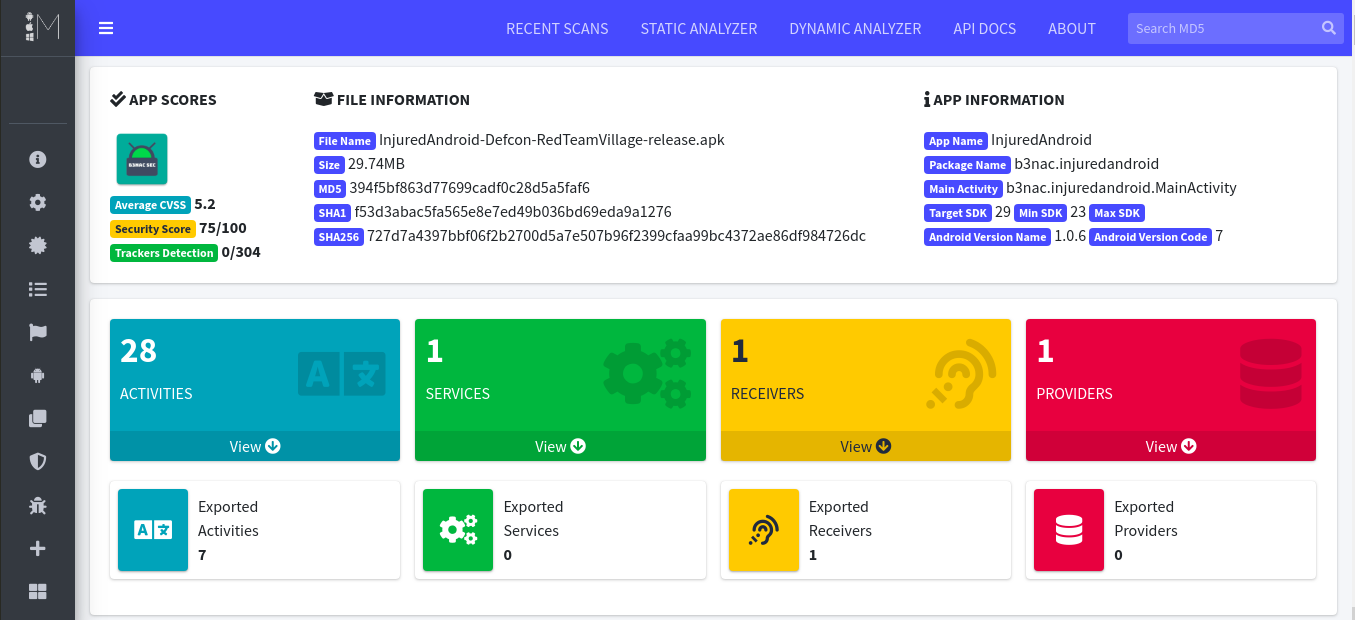 RECENT SCANS STATIC ANALYZER DYNAMIC ANALYZER API DOCS ABOUT Search MD5
APP SCORES
B3NAC SEC
Average CVSS 5.2
Security Score 75/100
Trackers Detection 0/304
FILE INFORMATION
File Name InjuredAndroid-Defcon-RedTeamVillage-release.apk
Size 29.74MB
MD5 394f5bf863d77699cadf0c28d5a5faf6
SHA1 f53d3abac5fa565e8e7ed49b036bd69eda9a1276
SHA256 727d7a4397bbf06f2b2700d5a7e507b96f2399cfaa99bc4372ae86df984726dc
APP INFORMATION
App Name InjuredAndroid
Package Name b3nac.injuredandroid
Main Activity b3nac.injuredandroid.MainActivity
Target SDK 29 Min SDK 23 Max SDK
Android Version Name 1.0.6 Android Version Code 7
28
ACTIVITIES
View
1
SERVICES
View
1
RECEIVERS
View
1
PROVIDERS
View
Exported
Activities
7
Exported
Services
0
Exported
Receivers
1
Exported
Providers
0